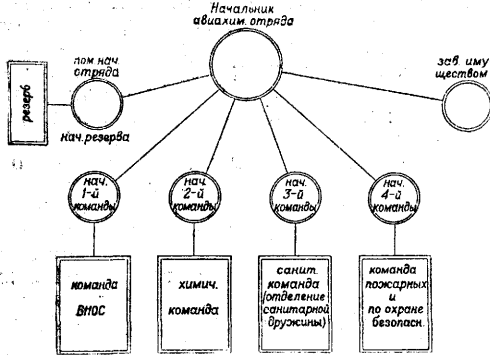 Начальник
авиахим. отряда
пом. нач.
отряда
зав. иму
ществом
резерв
нач. резерва
нач.
1-й
команды
нач.
2-й
команды
нач.
3-й
команды
нач.
4-й
команды
команда
ВНОС
химич.
команда
санит.
команда
(отделение
санитарной
дружины)
команда
пожарных
и
по охране
безопасн.